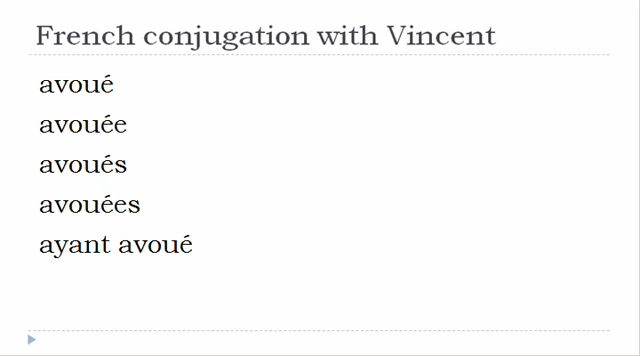 French conjugation with Vincent
avoué
avouée
avoués
avouées
ayant avoué